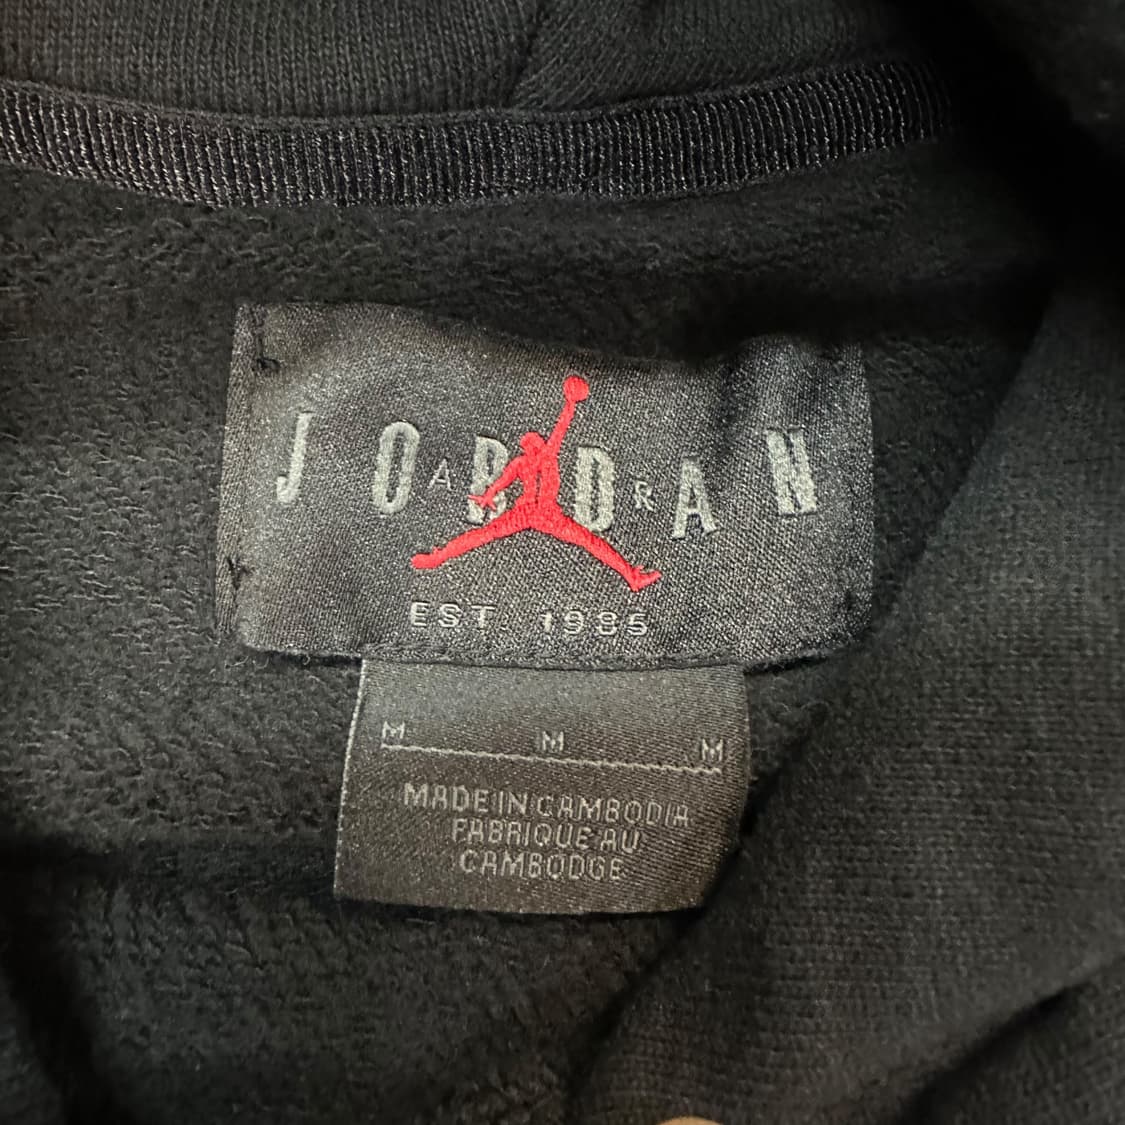 JORDAN
AIR
EST. 1985
M M M
MADE IN CAMBODIA
FABRIQUE AU
CAMBODGE